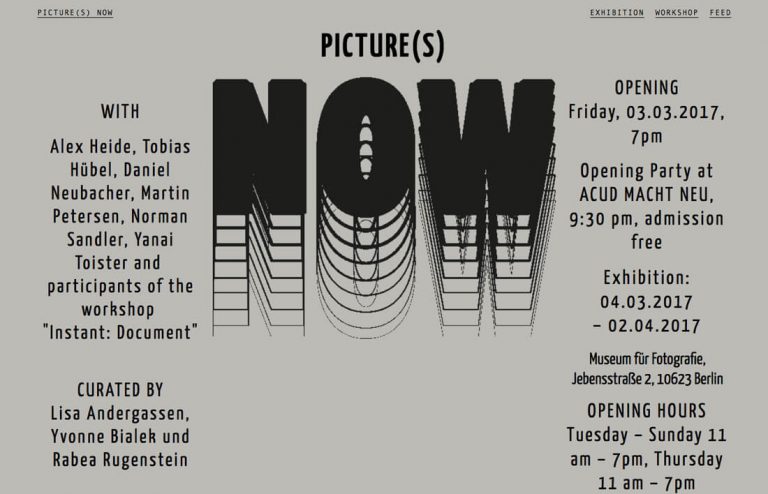 PICTURE(S) NOW
EXHIBITION WORKSHOP FEED
PICTURE(S)
NOW
WITH
Alex Heide, Tobias
Hübel, Daniel
Neubacher, Martin
Petersen, Norman
Sandler, Yanai
Toister and
participants of the
workshop
"Instant: Document"
CURATED BY
Lisa Andergassen,
Yvonne Bialek und
Rabea Rugenstein
OPENING
Friday, 03.03.2017,
7pm
Opening Party at
ACUD MACHT NEU,
9:30 pm, admission
free
Exhibition:
04.03.2017
– 02.04.2017
Museum für Fotografie,
Jebensstraße 2, 10623 Berlin
OPENING HOURS
Tuesday – Sunday 11
am – 7pm, Thursday
11 am – 7pm